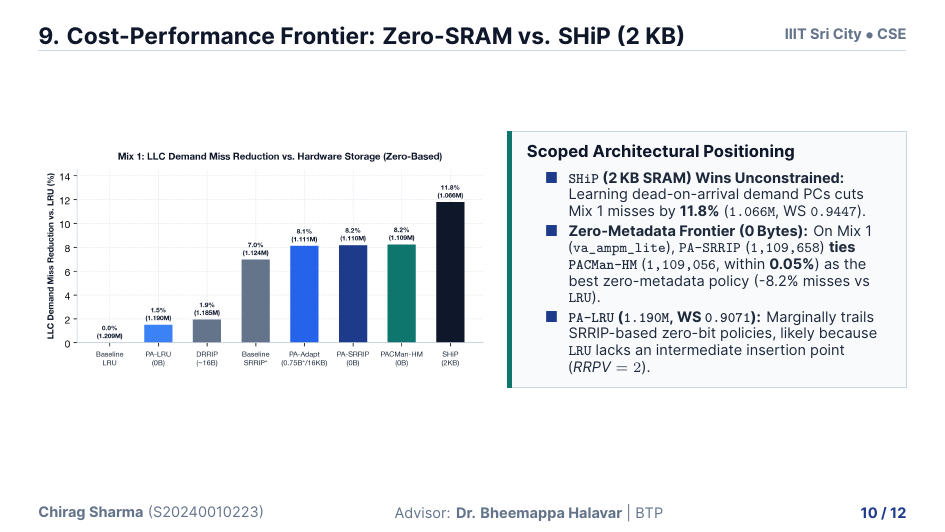 9. Cost-Performance Frontier: Zero-SRAM vs. SHiP (2 KB)
IIIT Sri City • CSE
Mix 1: LLC Demand Miss Reduction vs. Hardware Storage (Zero-Based)
LLC Demand Miss Reduction vs. LRU (%)
14
12
10
8
6
4
2
0
0.0%
(1.209M)
1.5%
(1.190M)
1.9%
(1.185M)
7.0%
(1.124M)
8.1%
(1.111M)
8.2%
(1.110M)
8.2%
(1.109M)
11.8%
(1.066M)
Baseline
LRU
PA-LRU
(0B)
DRRIP
(~16B)
Baseline
SRRIP*
PA-Adapt
(0.75B*/16KB)
PA-SRRIP
(0B)
PACMan-HM
(0B)
SHiP
(2KB)
Scoped Architectural Positioning
SHiP (2 KB SRAM) Wins Unconstrained:
Learning dead-on-arrival demand PCs cuts
Mix 1 misses by 11.8% (1.066M, WS 0.9447).
Zero-Metadata Frontier (0 Bytes): On Mix 1
(va_ampm_lite), PA-SRRIP (1,109,658) ties
PACMan-HM (1,109,056, within 0.05%) as the
best zero-metadata policy (-8.2% misses vs
LRU).
PA-LRU (1.190M, WS 0.9071): Marginally trails
SRRIP-based zero-bit policies, likely because
LRU lacks an intermediate insertion point
(RRPV = 2).
Chirag Sharma (S20240010223)
Advisor: Dr. Bheemappa Halavar | BTP
10 / 12